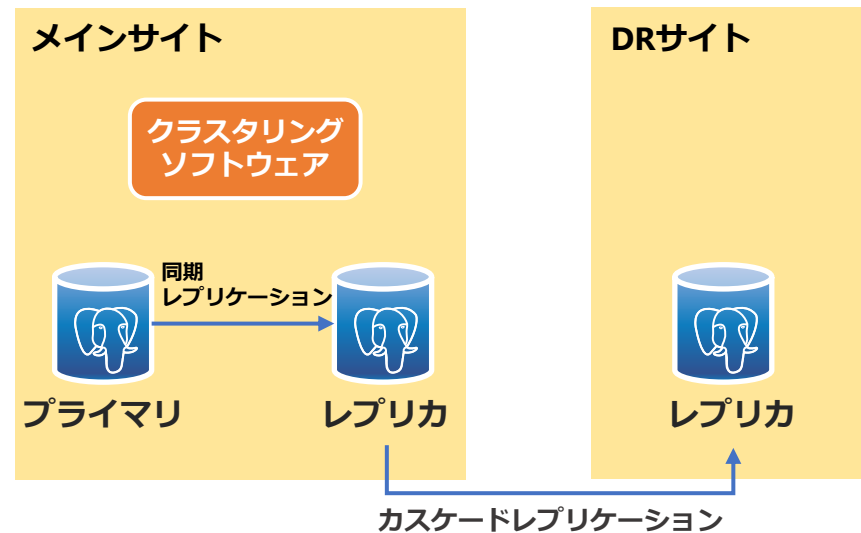 メインサイト
DRサイト
クラスタリング
ソフトウェア
同期
レプリケーション
プライマリ
レプリカ
レプリカ
カスケードレプリケーション